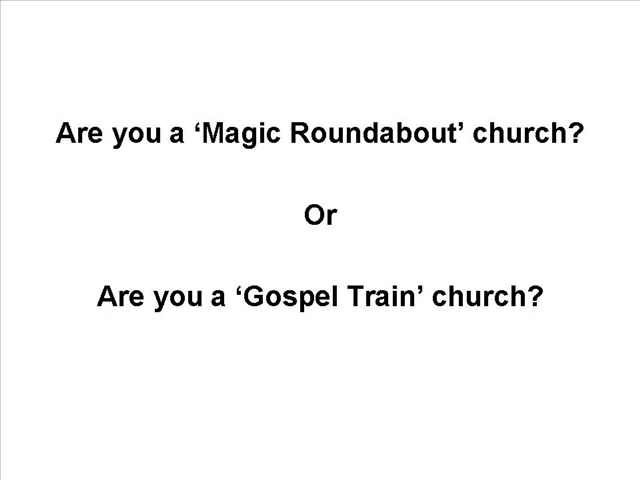 Are you a ‘Magic Roundabout’ church?
Or
Are you a ‘Gospel Train’ church?